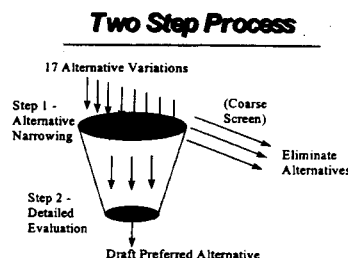 Two Step Process
17 Alternative Variations
Step 1 -
Alternative
Narrowing
(Coarse
Screen)
Eliminate
Alternatives
Step 2 -
Detailed
Evaluation
Draft Preferred Alternative